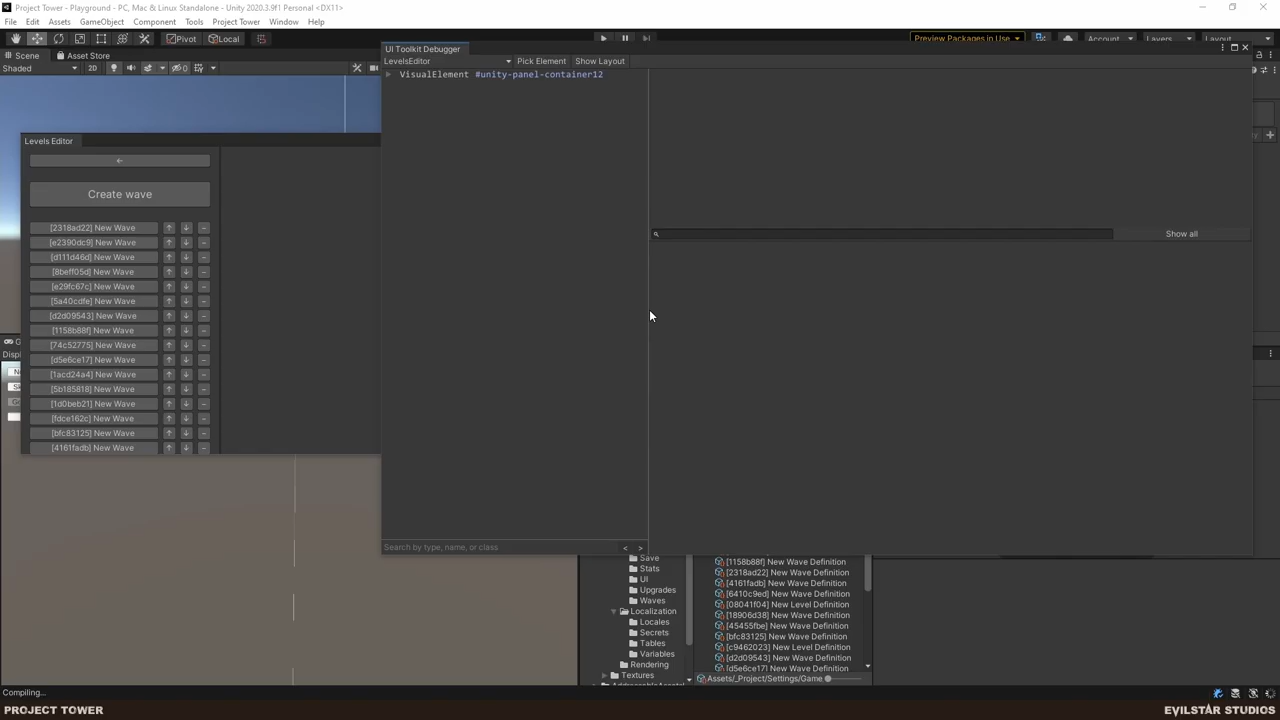 Project Tower - Playground - PC, Mac & Linux Standalone - Unity 2020.3.9f1 Personal <DX11>
File Edit Assets GameObject Component Tools Project Tower Window Help
Pivot Local Preview Packages in Use Account Layers Layout
Scene Asset Store
Shaded 2D 0
UI Toolkit Debugger
LevelsEditor Pick Element Show Layout
VisualElement #unity-panel-container12
Show all
Search by type, name, or class < >
Levels Editor
←
Create wave
[2318ad22] New Wave ↑ ↓ −
[e2390dc9] New Wave ↑ ↓ −
[d111d46d] New Wave ↑ ↓ −
[8beff05d] New Wave ↑ ↓ −
[e29fc67c] New Wave ↑ ↓ −
[5a40cdfe] New Wave ↑ ↓ −
[d2d09543] New Wave ↑ ↓ −
[1158b88f] New Wave ↑ ↓ −
[74c52775] New Wave ↑ ↓ −
[d5e6ce17] New Wave ↑ ↓ −
[1acd24a4] New Wave ↑ ↓ −
[5b185818] New Wave ↑ ↓ −
[1d0beb21] New Wave ↑ ↓ −
[fdce162c] New Wave ↑ ↓ −
[bfc83125] New Wave ↑ ↓ −
[4161fadb] New Wave ↑ ↓ −
Save
Stats
UI
Upgrades
Waves
Localization
Locales
Secrets
Tables
Variables
Rendering
Textures
[1158b88f] New Wave Definition
[2318ad22] New Wave Definition
[4161fadb] New Wave Definition
[6410c9ed] New Wave Definition
[08041f04] New Level Definition
[18906d38] New Wave Definition
[45455fbe] New Wave Definition
[bfc83125] New Wave Definition
[c9462023] New Level Definition
[d2d09543] New Wave Definition
[d5e6ce17] New Wave Definition
Assets/_Project/Settings/Game
Compiling...
PROJECT TOWER
EVILSTAR STUDIOS